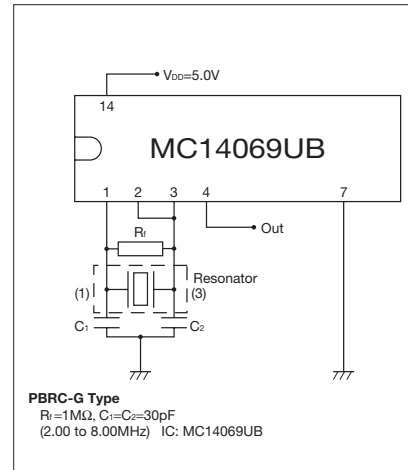 VDD=5.0V
14
MC14069UB
1 2 3 4 7
Out
Rf
Resonator
(1) (3)
C1 C2
PBRC-G Type
Rf=1MΩ, C1=C2=30pF
(2.00 to 8.00MHz) IC: MC14069UB